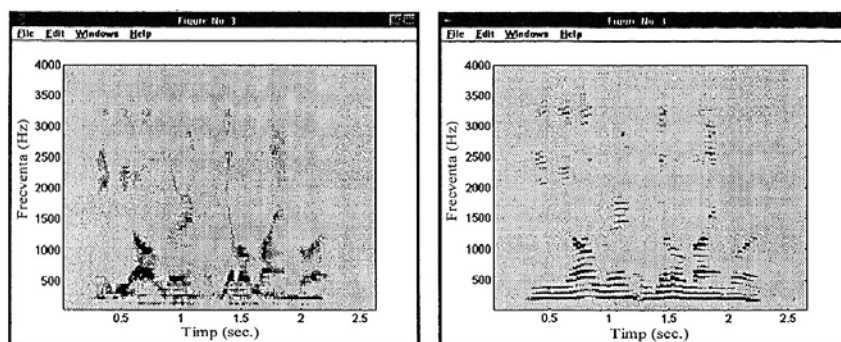 Figure No. 3
File Edit Windows Help
4000
3500
3000
2500
2000
1500
1000
500
Frecventa (Hz)
0.5 1 1.5 2 2.5
Timp (sec.)
Figure No. 3
File Edit Windows Help
4000
3500
3000
2500
2000
1500
1000
500
Frecventa (Hz)
0.5 1 1.5 2 2.5
Timp (sec.)